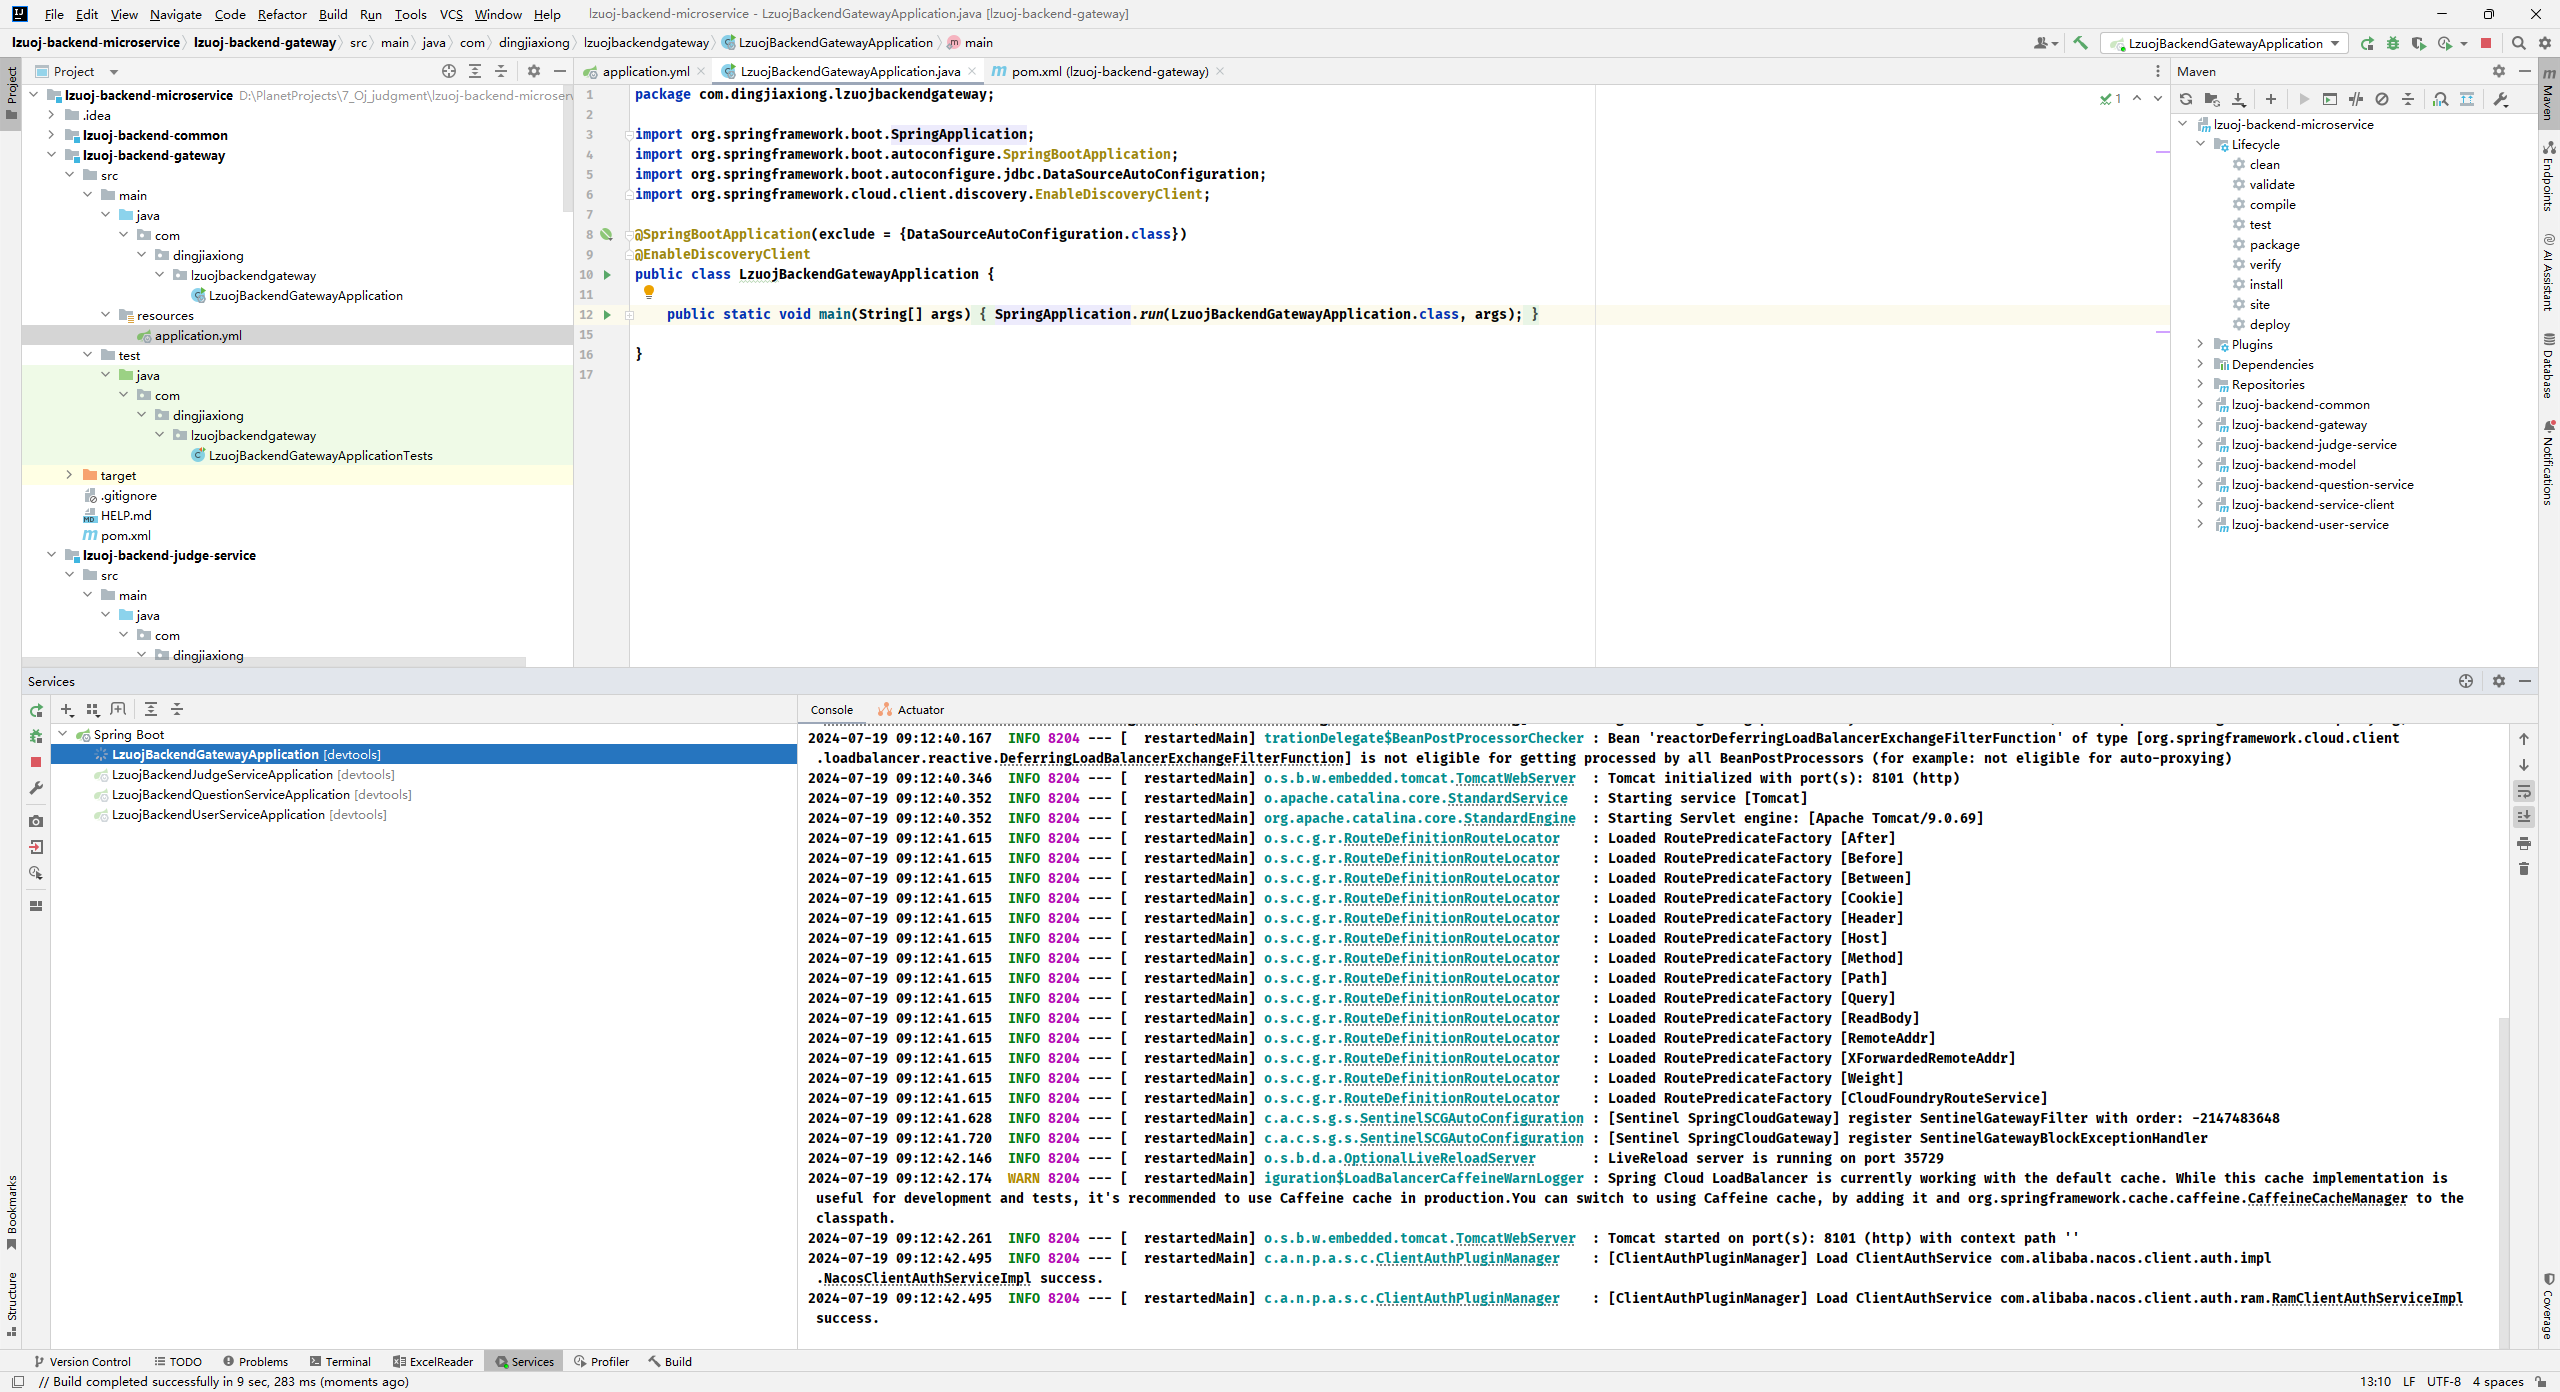 File Edit View Navigate Code Refactor Build Run Tools VCS Window Help lzuoj-backend-microservice - LzuojBackendGatewayApplication.java [lzuoj-backend-gateway]
lzuoj-backend-microservice lzuoj-backend-gateway src main java com dingjiaxiong lzuojbackendgateway LzuojBackendGatewayApplication main
LzuojBackendGatewayApplication
Project
application.yml LzuojBackendGatewayApplication.java pom.xml (lzuoj-backend-gateway)
Maven
lzuoj-backend-microservice D:\PlanetProjects\7_Oj_judgment\lzuoj-backend-microserv
.idea
lzuoj-backend-common
lzuoj-backend-gateway
src
main
java
com
dingjiaxiong
lzuojbackendgateway
LzuojBackendGatewayApplication
resources
application.yml
test
java
com
dingjiaxiong
lzuojbackendgateway
LzuojBackendGatewayApplicationTests
target
.gitignore
HELP.md
pom.xml
lzuoj-backend-judge-service
src
main
java
com
dingjiaxiong
1 package com.dingjiaxiong.lzuojbackendgateway;
2
3 import org.springframework.boot.SpringApplication;
4 import org.springframework.boot.autoconfigure.SpringBootApplication;
5 import org.springframework.boot.autoconfigure.jdbc.DataSourceAutoConfiguration;
6 import org.springframework.cloud.client.discovery.EnableDiscoveryClient;
7
8 @SpringBootApplication(exclude = {DataSourceAutoConfiguration.class})
9 @EnableDiscoveryClient
10 public class LzuojBackendGatewayApplication {
11
12 public static void main(String[] args) { SpringApplication.run(LzuojBackendGatewayApplication.class, args); }
15
16 }
17
1
lzuoj-backend-microservice
Lifecycle
clean
validate
compile
test
package
verify
install
site
deploy
Plugins
Dependencies
Repositories
lzuoj-backend-common
lzuoj-backend-gateway
lzuoj-backend-judge-service
lzuoj-backend-model
lzuoj-backend-question-service
lzuoj-backend-service-client
lzuoj-backend-user-service
Project
Bookmarks
Structure
Maven
Endpoints
AI Assistant
Database
Notifications
Coverage
Services
Spring Boot
LzuojBackendGatewayApplication [devtools]
LzuojBackendJudgeServiceApplication [devtools]
LzuojBackendQuestionServiceApplication [devtools]
LzuojBackendUserServiceApplication [devtools]
Console Actuator
2024-07-19 09:12:40.167 INFO 8204 --- [ restartedMain] trationDelegate$BeanPostProcessorChecker : Bean 'reactorDeferringLoadBalancerExchangeFilterFunction' of type [org.springframework.cloud.client
.loadbalancer.reactive.DeferringLoadBalancerExchangeFilterFunction] is not eligible for getting processed by all BeanPostProcessors (for example: not eligible for auto-proxying)
2024-07-19 09:12:40.346 INFO 8204 --- [ restartedMain] o.s.b.w.embedded.tomcat.TomcatWebServer : Tomcat initialized with port(s): 8101 (http)
2024-07-19 09:12:40.352 INFO 8204 --- [ restartedMain] o.apache.catalina.core.StandardService : Starting service [Tomcat]
2024-07-19 09:12:40.352 INFO 8204 --- [ restartedMain] org.apache.catalina.core.StandardEngine : Starting Servlet engine: [Apache Tomcat/9.0.69]
2024-07-19 09:12:41.615 INFO 8204 --- [ restartedMain] o.s.c.g.r.RouteDefinitionRouteLocator : Loaded RoutePredicateFactory [After]
2024-07-19 09:12:41.615 INFO 8204 --- [ restartedMain] o.s.c.g.r.RouteDefinitionRouteLocator : Loaded RoutePredicateFactory [Before]
2024-07-19 09:12:41.615 INFO 8204 --- [ restartedMain] o.s.c.g.r.RouteDefinitionRouteLocator : Loaded RoutePredicateFactory [Between]
2024-07-19 09:12:41.615 INFO 8204 --- [ restartedMain] o.s.c.g.r.RouteDefinitionRouteLocator : Loaded RoutePredicateFactory [Cookie]
2024-07-19 09:12:41.615 INFO 8204 --- [ restartedMain] o.s.c.g.r.RouteDefinitionRouteLocator : Loaded RoutePredicateFactory [Header]
2024-07-19 09:12:41.615 INFO 8204 --- [ restartedMain] o.s.c.g.r.RouteDefinitionRouteLocator : Loaded RoutePredicateFactory [Host]
2024-07-19 09:12:41.615 INFO 8204 --- [ restartedMain] o.s.c.g.r.RouteDefinitionRouteLocator : Loaded RoutePredicateFactory [Method]
2024-07-19 09:12:41.615 INFO 8204 --- [ restartedMain] o.s.c.g.r.RouteDefinitionRouteLocator : Loaded RoutePredicateFactory [Path]
2024-07-19 09:12:41.615 INFO 8204 --- [ restartedMain] o.s.c.g.r.RouteDefinitionRouteLocator : Loaded RoutePredicateFactory [Query]
2024-07-19 09:12:41.615 INFO 8204 --- [ restartedMain] o.s.c.g.r.RouteDefinitionRouteLocator : Loaded RoutePredicateFactory [ReadBody]
2024-07-19 09:12:41.615 INFO 8204 --- [ restartedMain] o.s.c.g.r.RouteDefinitionRouteLocator : Loaded RoutePredicateFactory [RemoteAddr]
2024-07-19 09:12:41.615 INFO 8204 --- [ restartedMain] o.s.c.g.r.RouteDefinitionRouteLocator : Loaded RoutePredicateFactory [XForwardedRemoteAddr]
2024-07-19 09:12:41.615 INFO 8204 --- [ restartedMain] o.s.c.g.r.RouteDefinitionRouteLocator : Loaded RoutePredicateFactory [Weight]
2024-07-19 09:12:41.615 INFO 8204 --- [ restartedMain] o.s.c.g.r.RouteDefinitionRouteLocator : Loaded RoutePredicateFactory [CloudFoundryRouteService]
2024-07-19 09:12:41.628 INFO 8204 --- [ restartedMain] c.a.c.s.g.s.SentinelSCGAutoConfiguration : [Sentinel SpringCloudGateway] register SentinelGatewayFilter with order: -2147483648
2024-07-19 09:12:41.720 INFO 8204 --- [ restartedMain] c.a.c.s.g.s.SentinelSCGAutoConfiguration : [Sentinel SpringCloudGateway] register SentinelGatewayBlockExceptionHandler
2024-07-19 09:12:42.146 INFO 8204 --- [ restartedMain] o.s.b.d.a.OptionalLiveReloadServer : LiveReload server is running on port 35729
2024-07-19 09:12:42.174 WARN 8204 --- [ restartedMain] iguration$LoadBalancerCaffeineWarnLogger : Spring Cloud LoadBalancer is currently working with the default cache. While this cache implementation is
useful for development and tests, it's recommended to use Caffeine cache in production.You can switch to using Caffeine cache, by adding it and org.springframework.cache.caffeine.CaffeineCacheManager to the
classpath.
2024-07-19 09:12:42.261 INFO 8204 --- [ restartedMain] o.s.b.w.embedded.tomcat.TomcatWebServer : Tomcat started on port(s): 8101 (http) with context path ''
2024-07-19 09:12:42.495 INFO 8204 --- [ restartedMain] c.a.n.p.a.s.c.ClientAuthPluginManager : [ClientAuthPluginManager] Load ClientAuthService com.alibaba.nacos.client.auth.impl
.NacosClientAuthServiceImpl success.
2024-07-19 09:12:42.495 INFO 8204 --- [ restartedMain] c.a.n.p.a.s.c.ClientAuthPluginManager : [ClientAuthPluginManager] Load ClientAuthService com.alibaba.nacos.client.auth.ram.RamClientAuthServiceImpl
success.
Version Control TODO Problems Terminal ExcelReader Services Profiler Build
// Build completed successfully in 9 sec, 283 ms (moments ago)
13:10 LF UTF-8 4 spaces